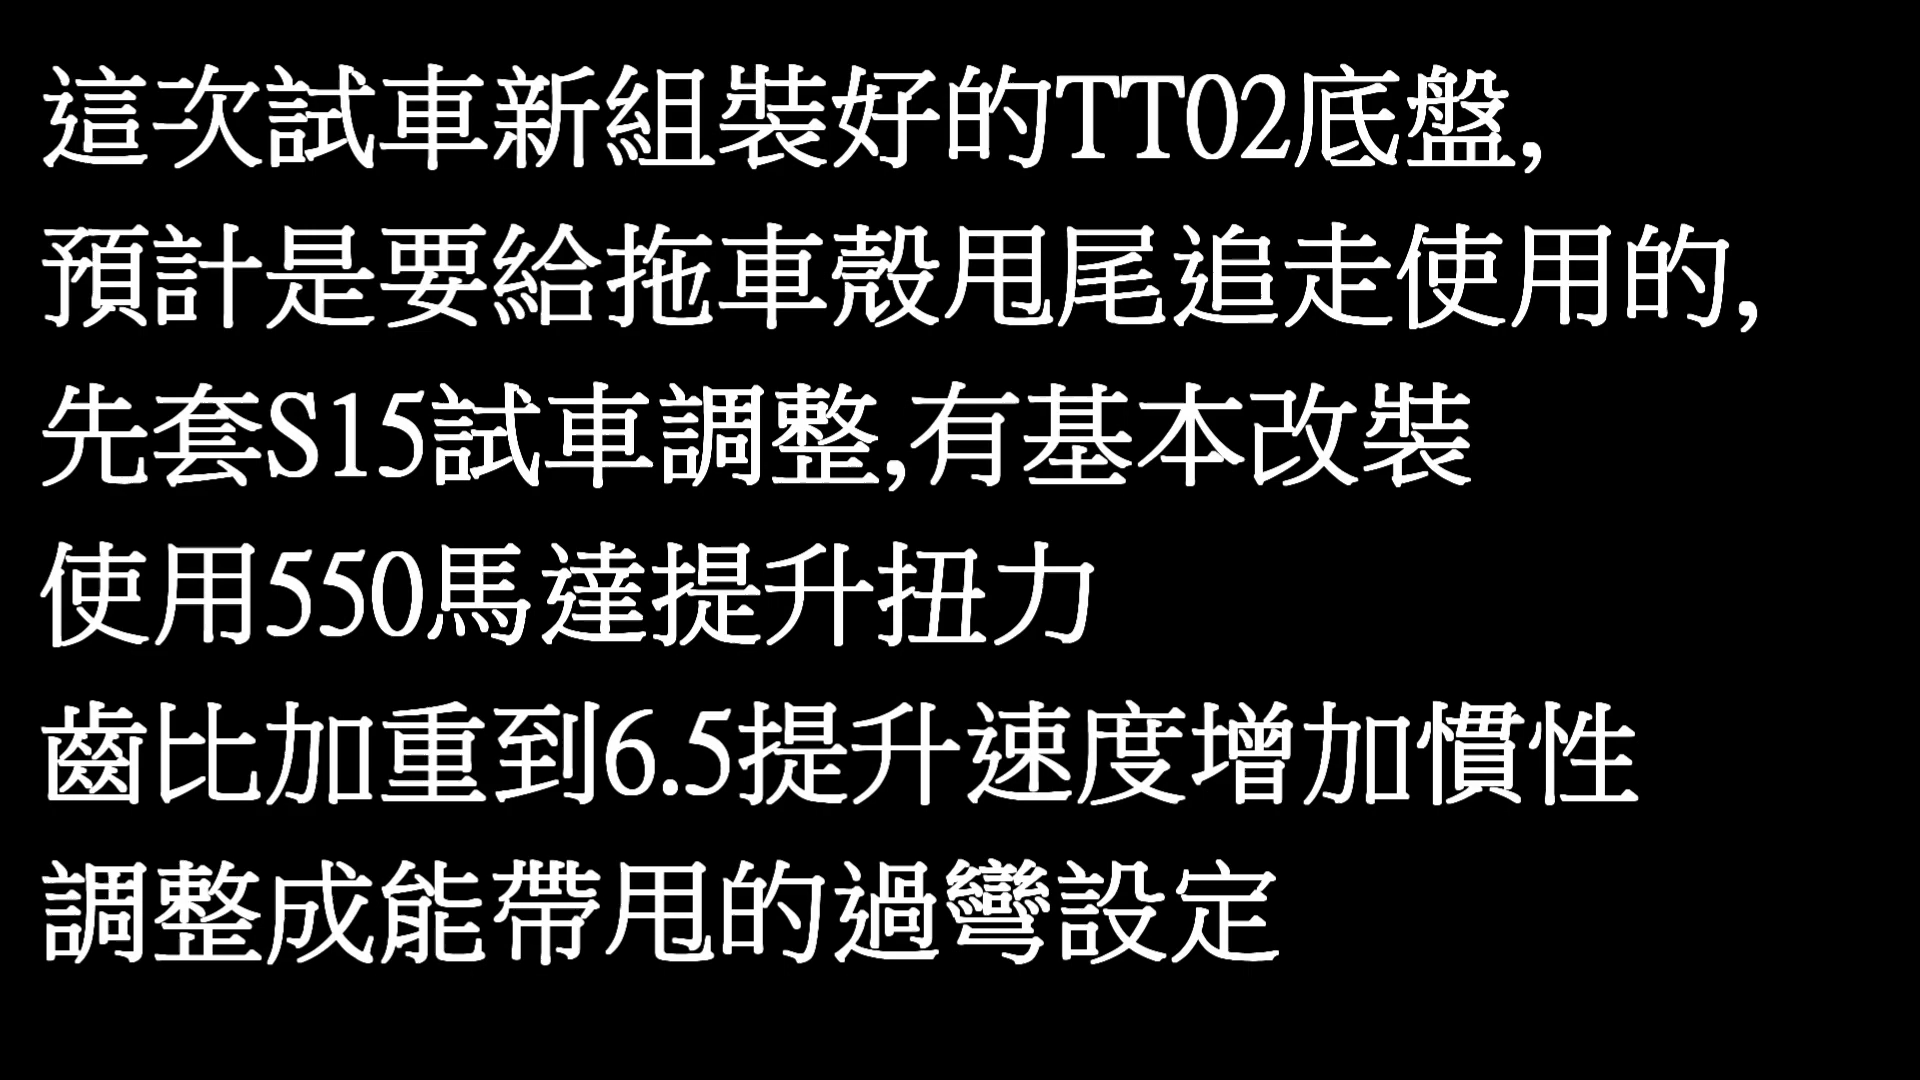 這次試車新組裝好的TT02底盤,
預計是要給拖車殼甩尾追走使用的,
先套S15試車調整,有基本改裝
使用550馬達提升扭力
齒比加重到6.5提升速度增加慣性
調整成能帶甩的過彎設定